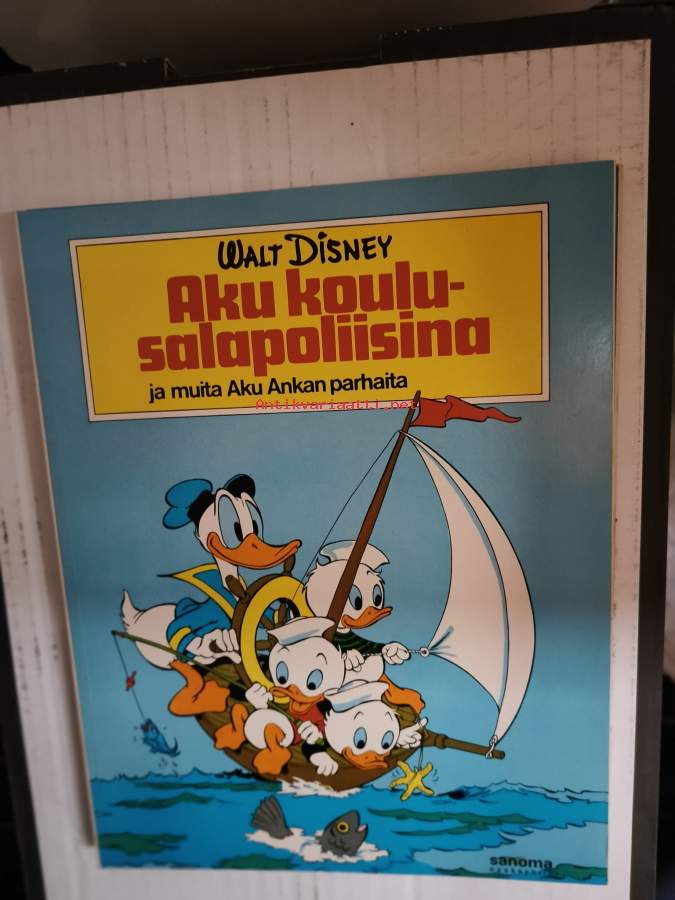 WALT DISNEY
Aku koulu-
salapoliisina
ja muita Aku Ankan parhaita
Antikvariaatti.net
sanoma